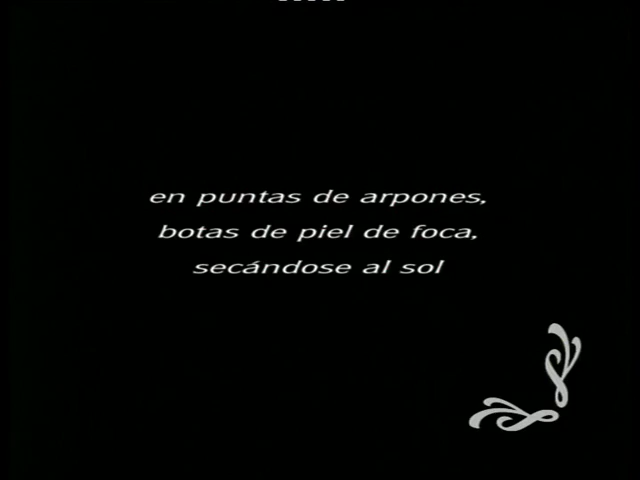 en puntas de arpones,
botas de piel de foca,
secándose al sol